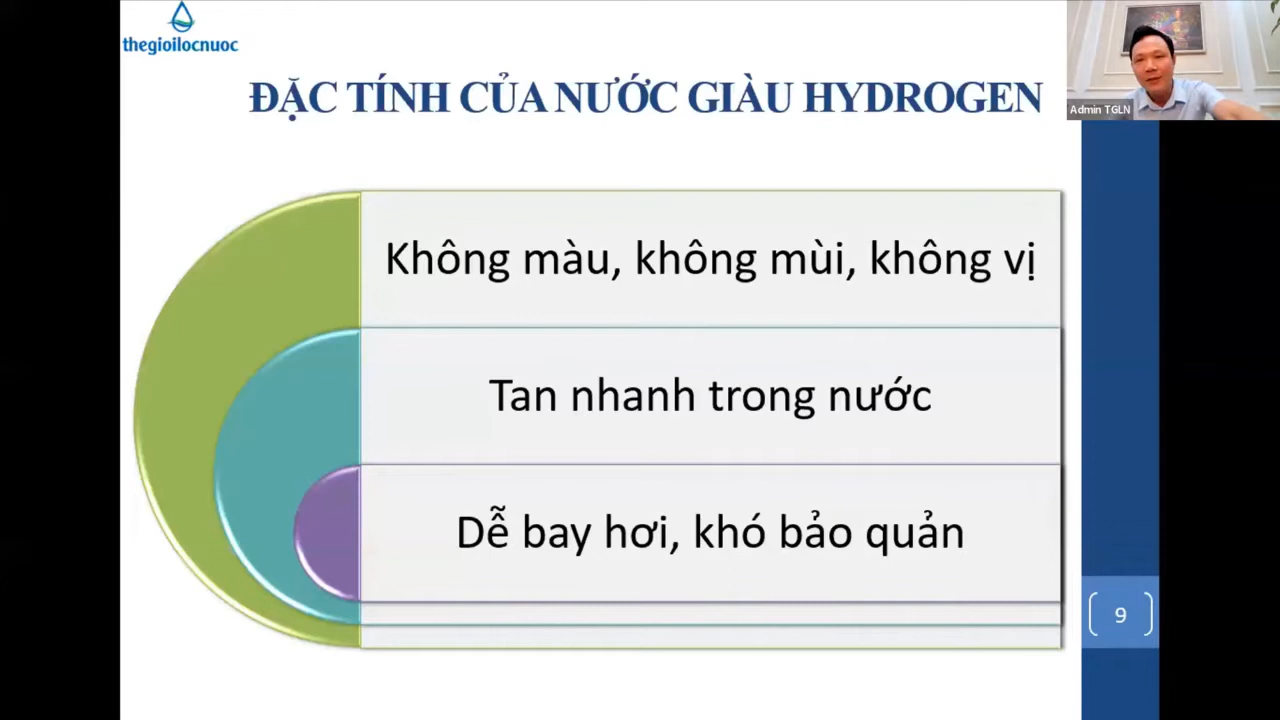 thegioilocnuoc
ĐẶC TÍNH CỦA NƯỚC GIÀU HYDROGEN
Admin TGLN
Không màu, không mùi, không vị
Tan nhanh trong nước
Dễ bay hơi, khó bảo quản
9